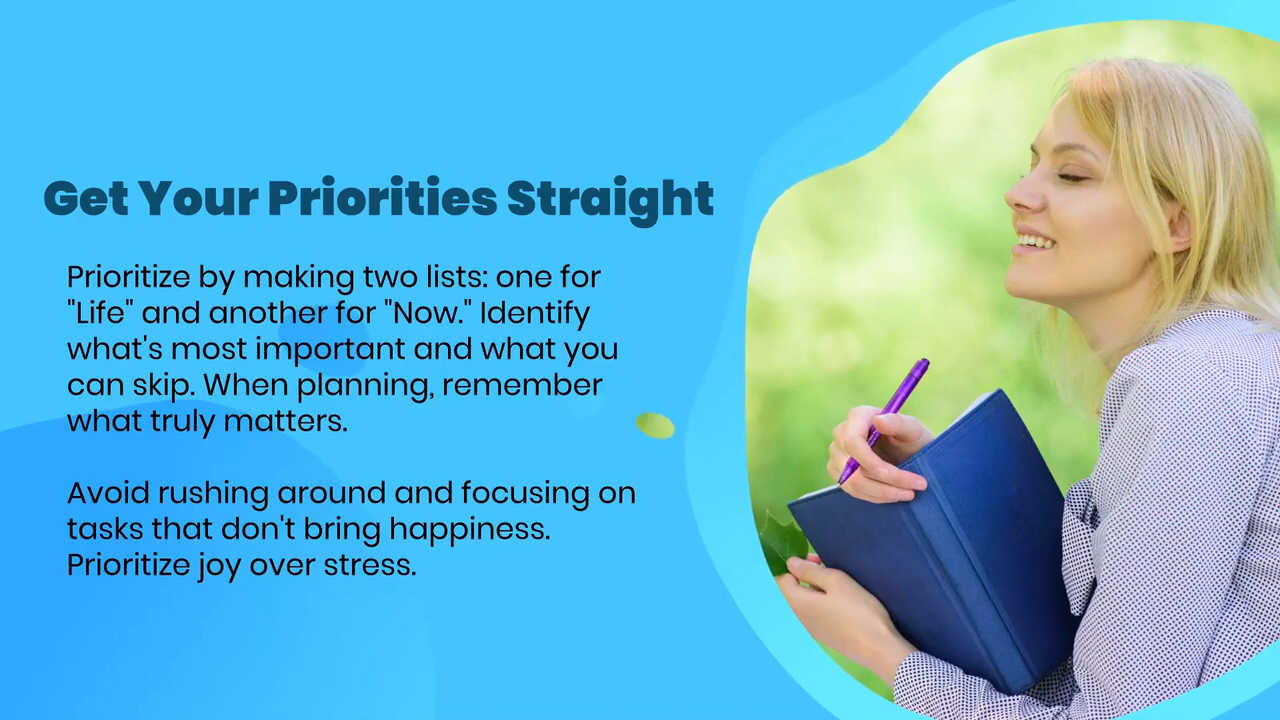 Get Your Priorities Straight
Prioritize by making two lists: one for
"Life" and another for "Now." Identify
what's most important and what you
can skip. When planning, remember
what truly matters.
Avoid rushing around and focusing on
tasks that don't bring happiness.
Prioritize joy over stress.